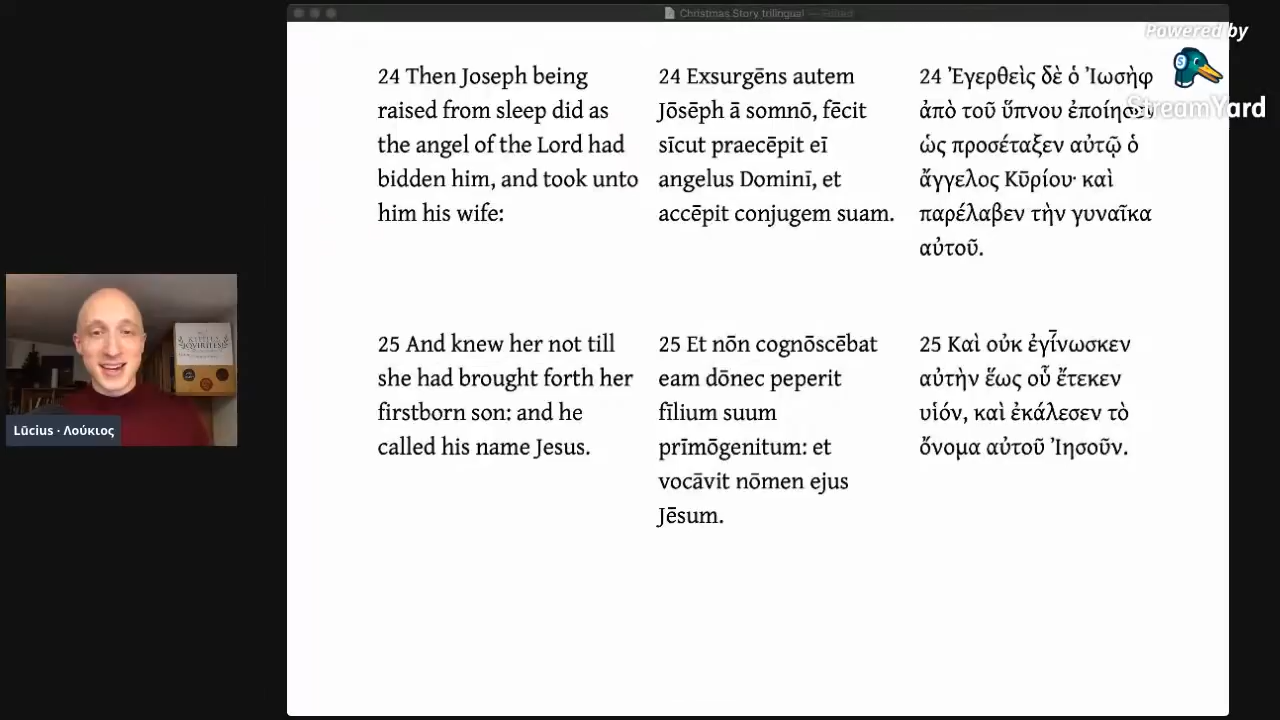 Christmas Story trilingual — Edited
Powered by
StreamYard
24 Then Joseph being
raised from sleep did as
the angel of the Lord had
bidden him, and took unto
him his wife:
24 Exsurgēns autem
Jōsēph ā somnō, fēcit
sīcut praecēpit eī
angelus Dominī, et
accēpit conjugem suam.
24 Ἐγερθεὶς δὲ ὁ Ἰωσὴφ
ἀπὸ τοῦ ὕπνου ἐποίησεν
ὡς προσέταξεν αὐτῷ ὁ
ἄγγελος Κῡρίου· καὶ
παρέλαβεν τὴν γυναῖκα
αὐτοῦ.
25 And knew her not till
she had brought forth her
firstborn son: and he
called his name Jesus.
25 Et nōn cognōscēbat
eam dōnec peperit
fīlium suum
prīmōgenitum: et
vocāvit nōmen ejus
Jēsum.
25 Καὶ οὐκ ἐγῑ́νωσκεν
αὐτὴν ἕως οὗ ἔτεκεν
υἱόν, καὶ ἐκάλεσεν τὸ
ὄνομα αὐτοῦ Ἰησοῦν.
Lūcius · Λούκιος